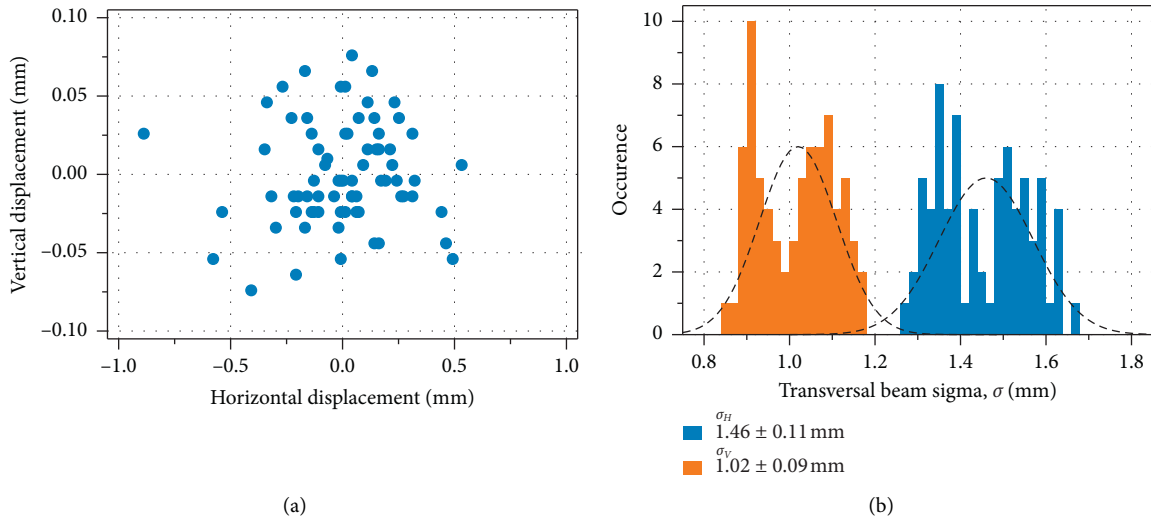 0.10
0.05
0.00
–0.05
–0.10
Vertical displacement (mm)
–1.0
–0.5
0.0
0.5
1.0
Horizontal displacement (mm)
(a)
10
8
6
4
2
0
Occurence
0.8
1.0
1.2
1.4
1.6
1.8
Transversal beam sigma, σ (mm)
σH
1.46 ± 0.11 mm
σV
1.02 ± 0.09 mm
(b)